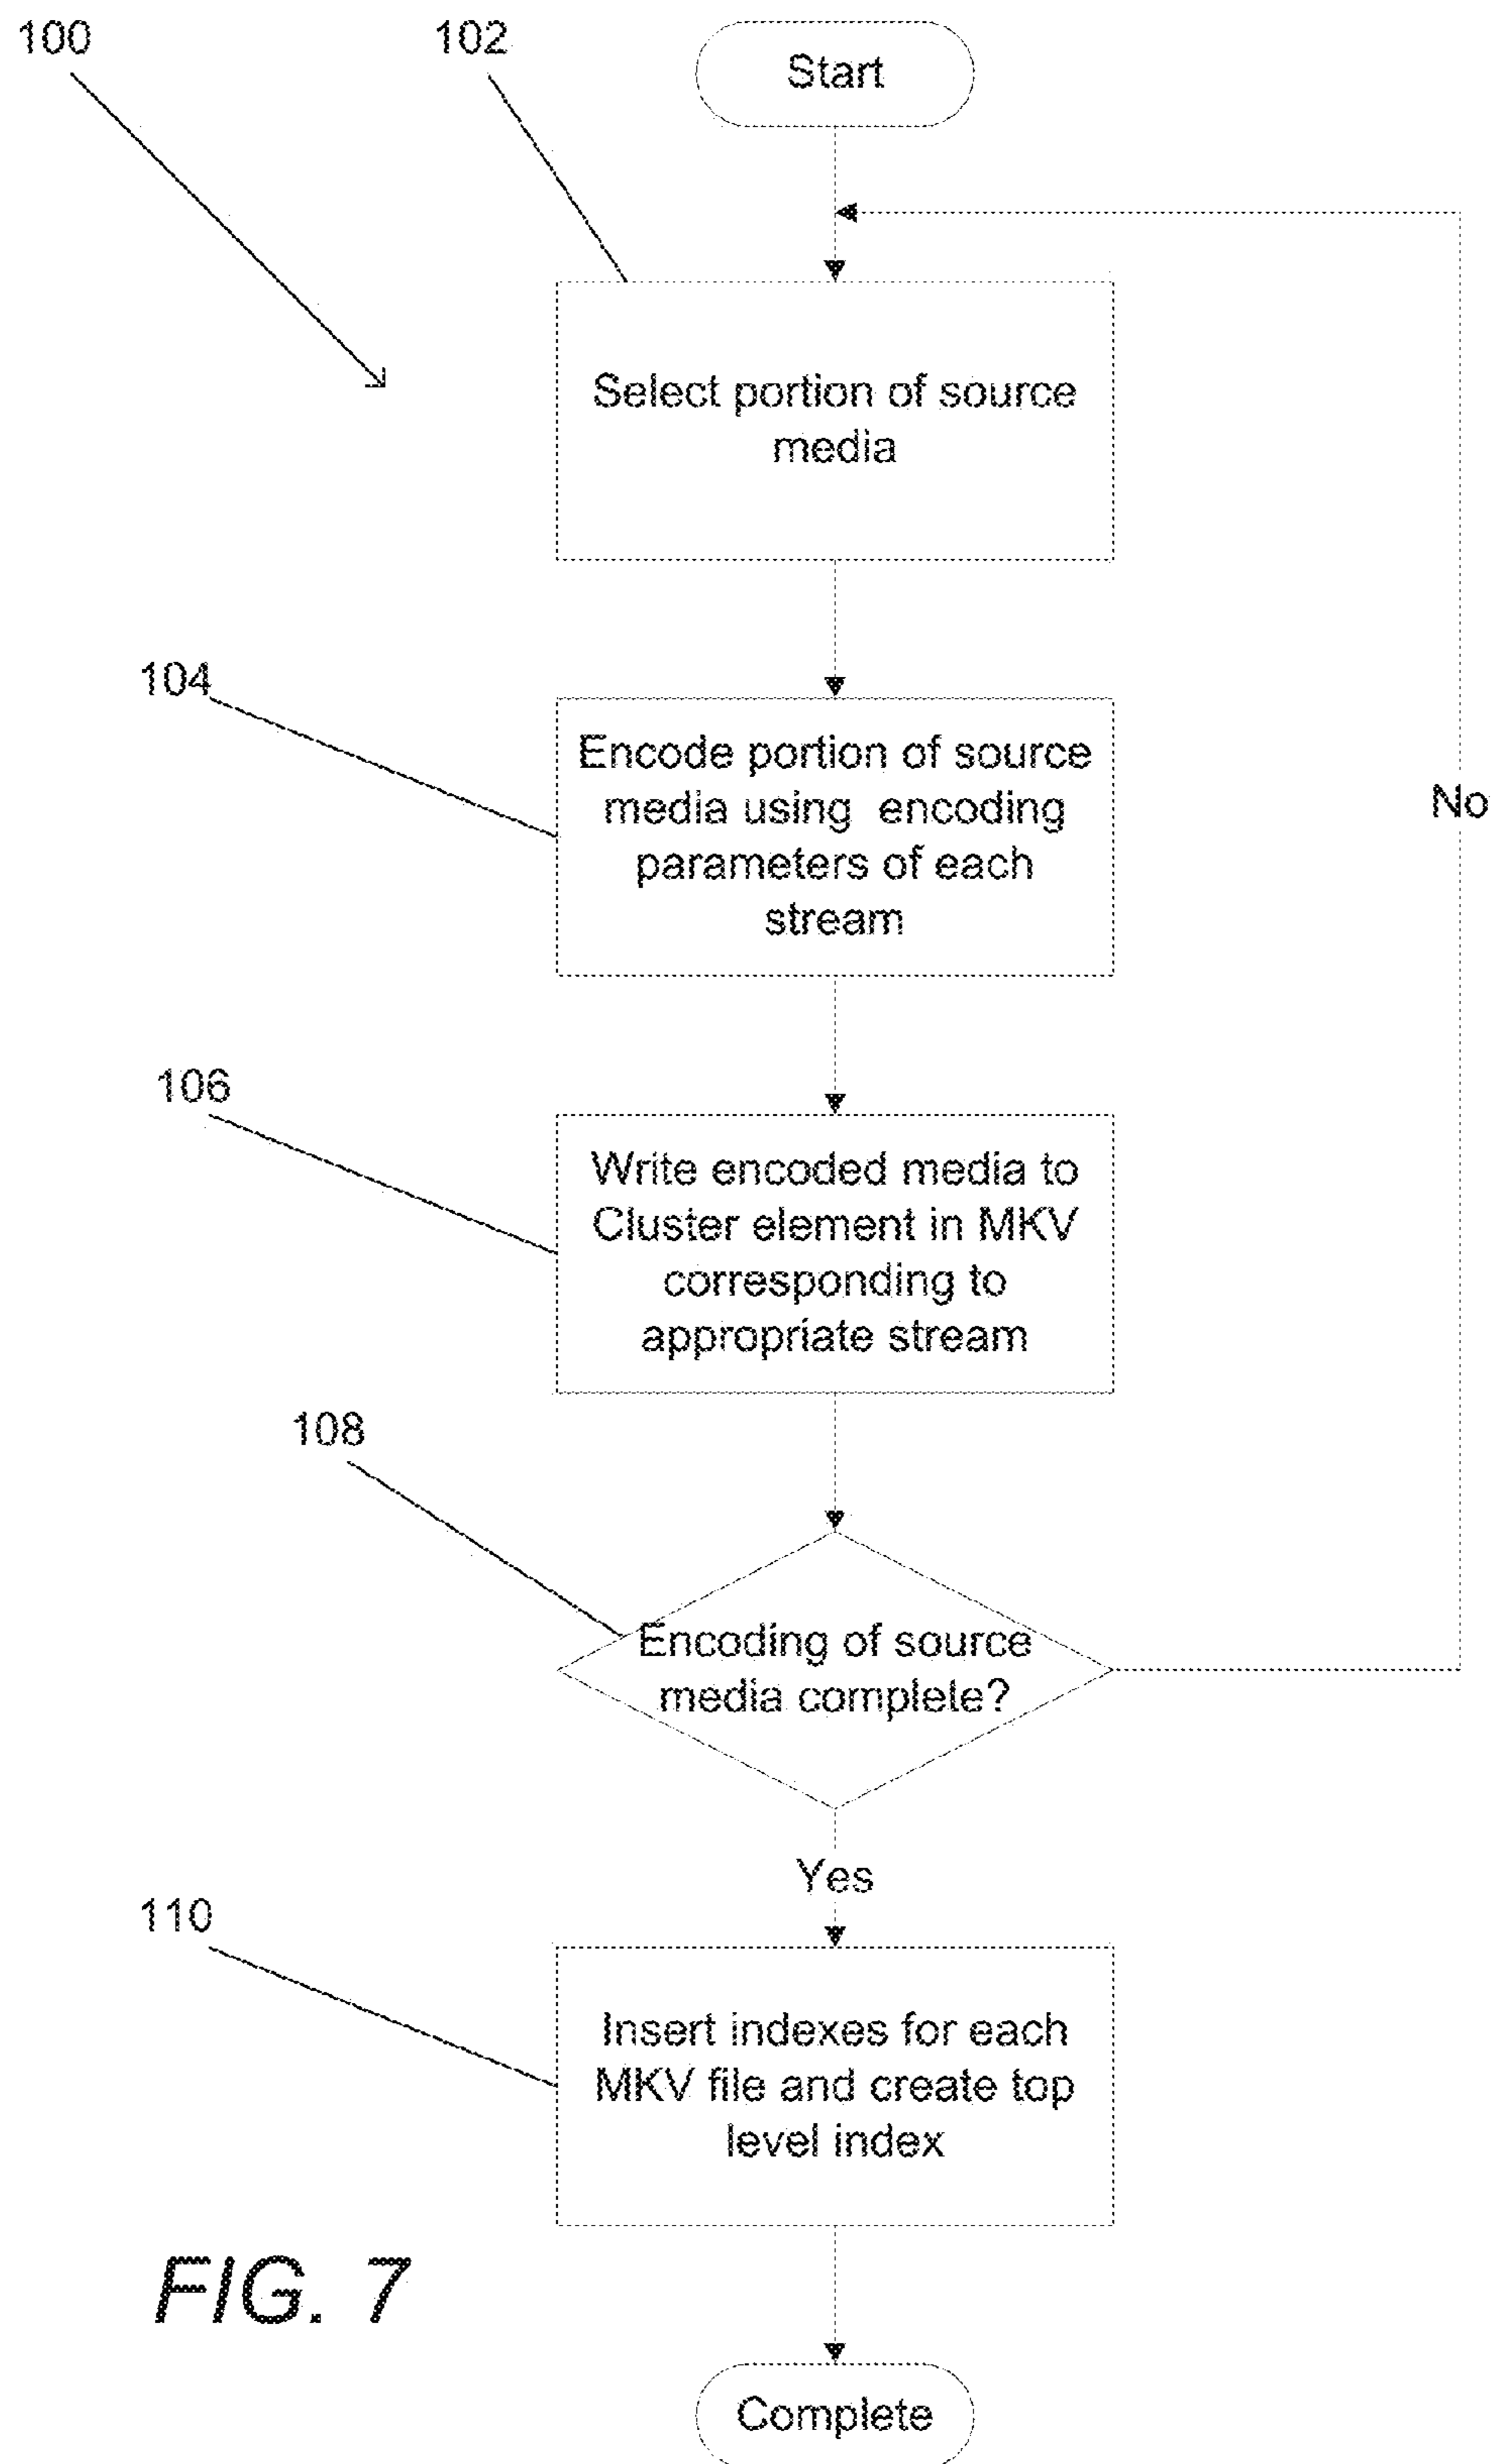 100
102
Start
Select portion of source
media
104
Encode portion of source
media using encoding
parameters of each
stream
No
106
Write encoded media to
Cluster element in MKV
corresponding to
appropriate stream
108
Encoding of source
media complete?
Yes
110
Insert indexes for each
MKV file and create top
level index
FIG. 7
Complete